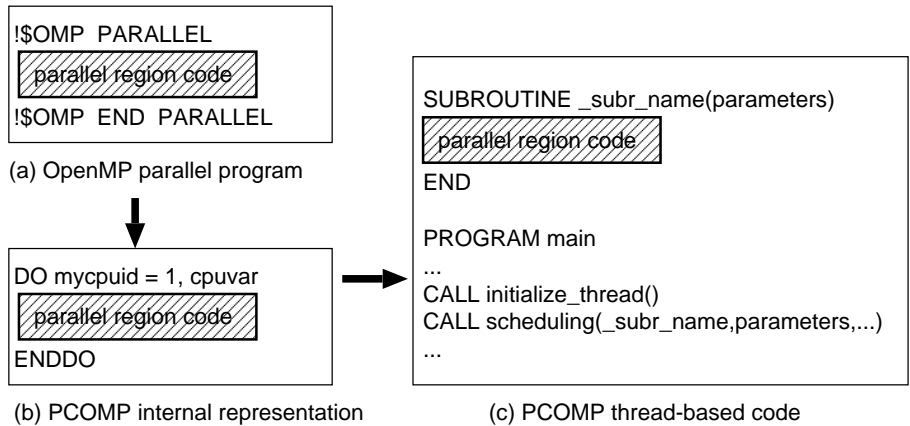 !$OMP PARALLEL
parallel region code
!$OMP END PARALLEL
(a) OpenMP parallel program
DO mycpuid = 1, cpuvar
parallel region code
ENDDO
(b) PCOMP internal representation
SUBROUTINE _subr_name(parameters)
parallel region code
END
PROGRAM main
...
CALL initialize_thread()
CALL scheduling(_subr_name,parameters,...)
...
(c) PCOMP thread-based code